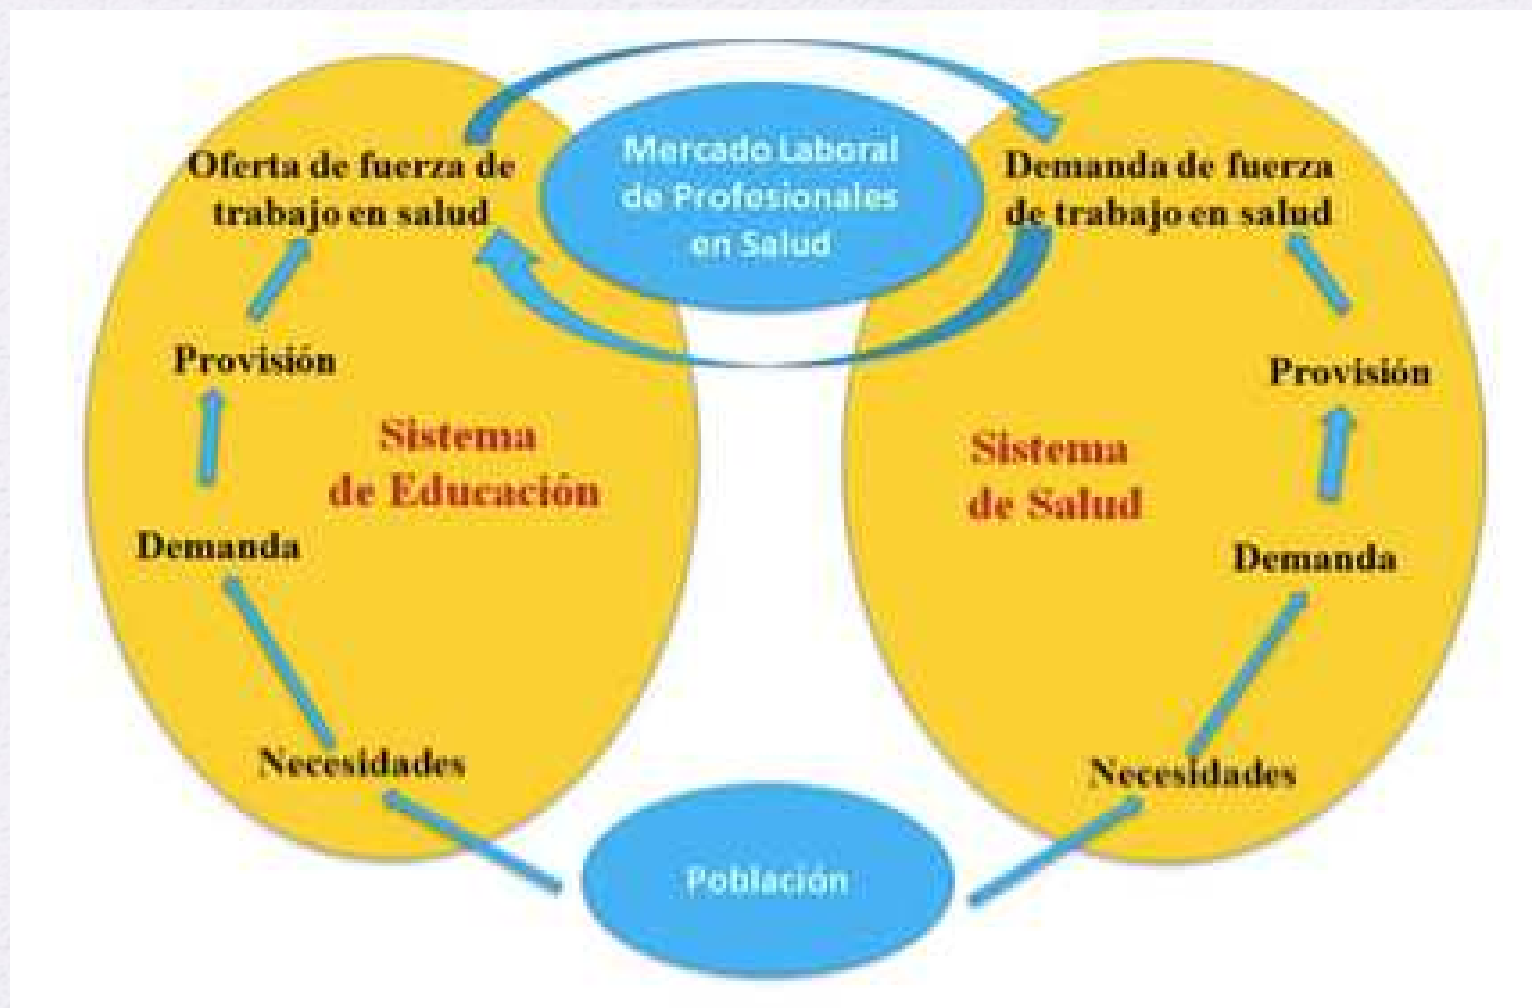 Mercado Laboral
de Profesionales
en Salud
Oferta de fuerza de
trabajo en salud
Demanda de fuerza
de trabajo en salud
Provisión
Provisión
Sistema
de Educación
Sistema
de Salud
Demanda
Demanda
Necesidades
Necesidades
Población